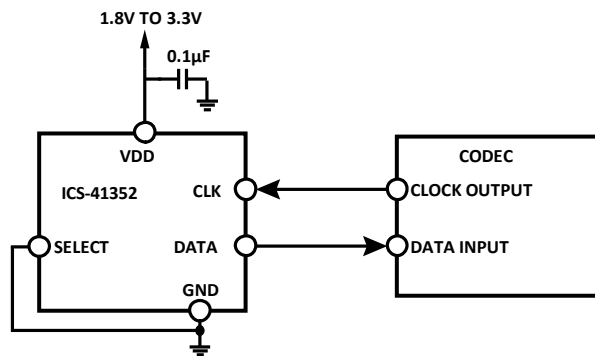 1.8V TO 3.3V
0.1µF
VDD
CODEC
ICS-41352
CLK
CLOCK OUTPUT
SELECT
DATA
DATA INPUT
GND